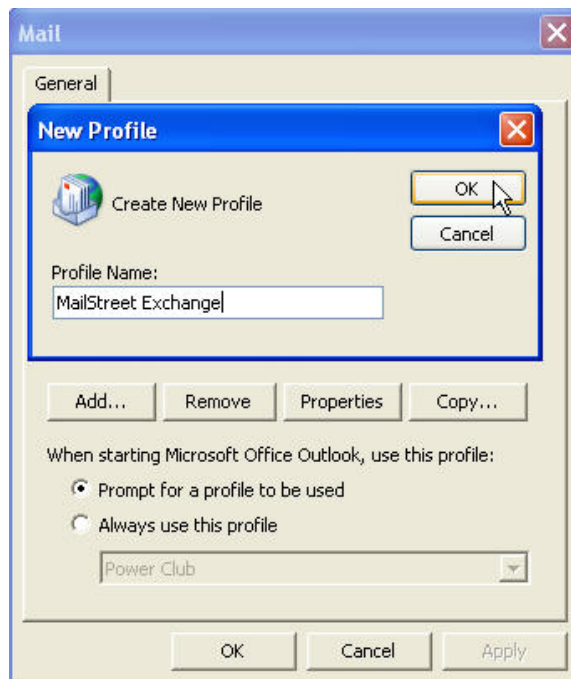 Mail
General
New Profile
Create New Profile
OK
Cancel
Profile Name:
MailStreet Exchange
Add... Remove Properties Copy...
When starting Microsoft Office Outlook, use this profile:
Prompt for a profile to be used
Always use this profile
Power Club
OK Cancel Apply